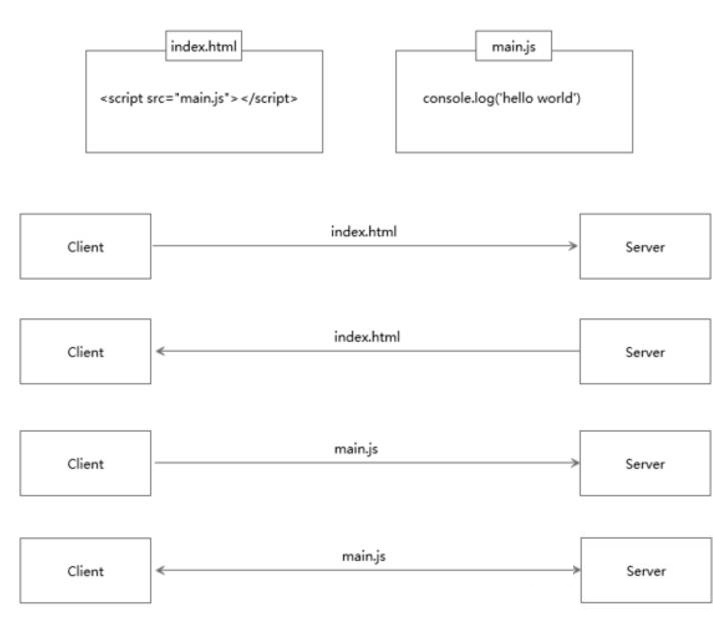 index.html
main.js
<script src="main.js"></script>
console.log('hello world')
index.html
Client
Server
index.html
Client
Server
main.js
Client
Server
main.js
Client
Server